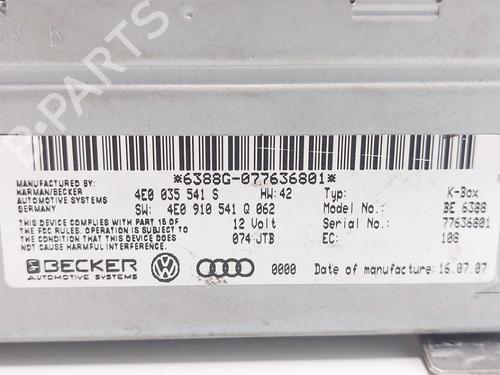 B-PARTS
*6388G-077636801*
MANUFACTURED BY:
HARMAN/BECKER
AUTOMOTIVE SYSTEMS
GERMANY
4E0 035 541 S HW: 42 Typ: K-Box
SW: 4E0 910 541 Q 062 Model No.: BE 6388
THIS DEVICE COMPLIES WITH PART 15 OF
THE FCC RULES. OPERATION IS SUBJECT
TO THE CONDITION THAT THIS DEVICE DOES
NOT CAUSE HARMFUL INTERFERENCE.
12 Volt Serial No.: 77636801
074 JTB EC: 108
BECKER
AUTOMOTIVE SYSTEMS
0000 Date of manufacture: 16.07.07